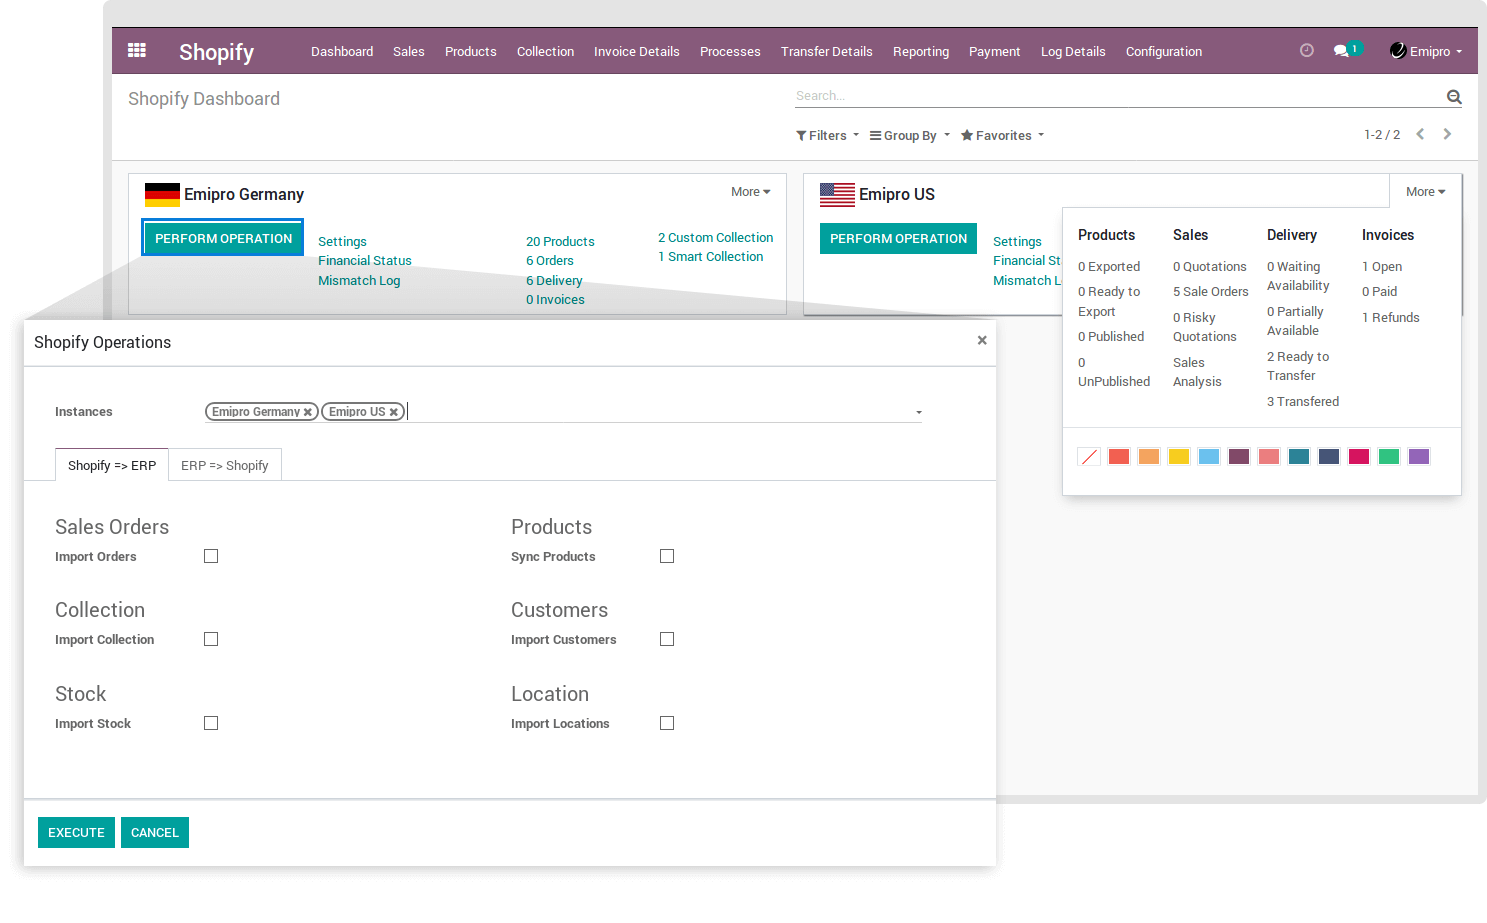 Shopify Dashboard Sales Products Collection Invoice Details Processes Transfer Details Reporting Payment Log Details Configuration 1 Emipro
Shopify Dashboard
Search...
Filters Group By Favorites 1-2 / 2
Emipro Germany More
PERFORM OPERATION
Settings
Financial Status
Mismatch Log
20 Products
6 Orders
6 Delivery
0 Invoices
2 Custom Collection
1 Smart Collection
Emipro US More
PERFORM OPERATION
Settings
Financial St
Mismatch L
Products
0 Exported
0 Ready to
Export
0 Published
0
UnPublished
Sales
0 Quotations
5 Sale Orders
0 Risky
Quotations
Sales
Analysis
Delivery
0 Waiting
Availability
0 Partially
Available
2 Ready to
Transfer
3 Transfered
Invoices
1 Open
0 Paid
1 Refunds
Shopify Operations ×
Instances Emipro Germany × Emipro US ×
Shopify => ERP ERP => Shopify
Sales Orders
Import Orders
Products
Sync Products
Collection
Import Collection
Customers
Import Customers
Stock
Import Stock
Location
Import Locations
EXECUTE CANCEL